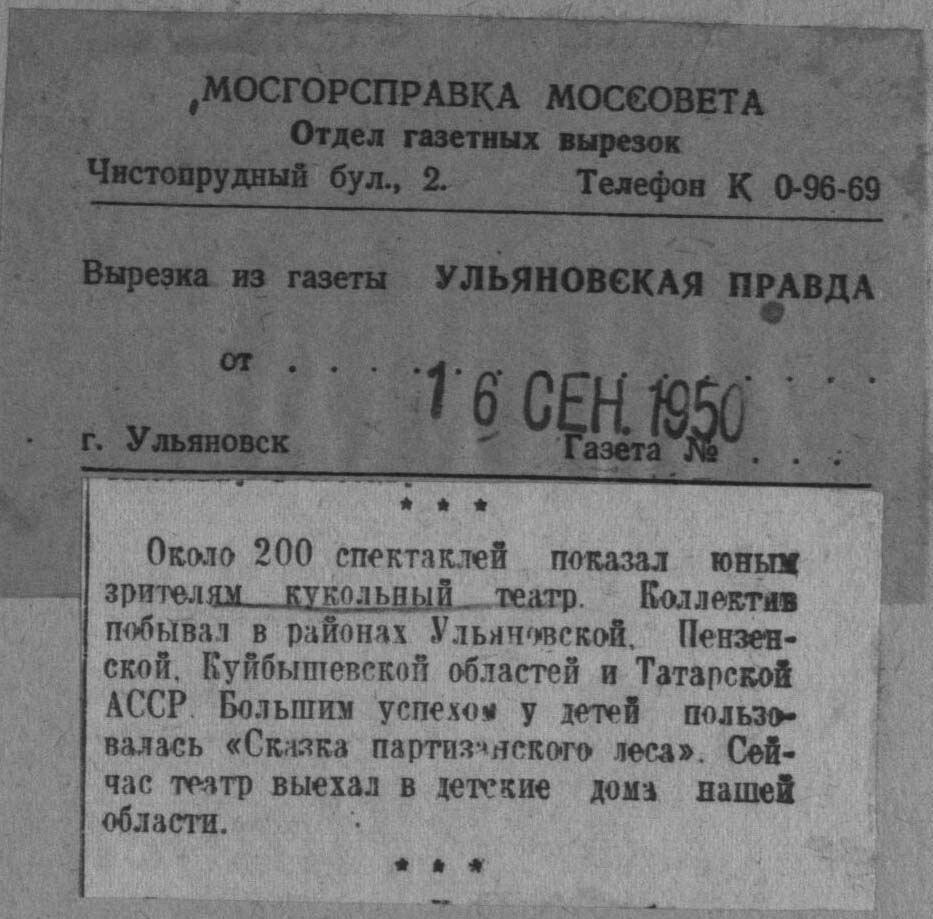 МОСГОРСПРАВКА МОССОВЕТА
Отдел газетных вырезок
Чистопрудный бул., 2. Телефон К 0-96-69
Вырезка из газеты УЛЬЯНОВСКАЯ ПРАВДА
от . . . . . . . . . . . .
16 СЕН. 1950
г. Ульяновск Газета № . . .
* * *
Около 200 спектаклей показал юным
зрителям кукольный театр. Коллектив
побывал в районах Ульяновской, Пензен-
ской, Куйбышевской областей и Татарской
АССР. Большим успехом у детей пользо-
валась «Сказка партизанского леса». Сей-
час театр выехал в детские дома нашей
области.
* * *